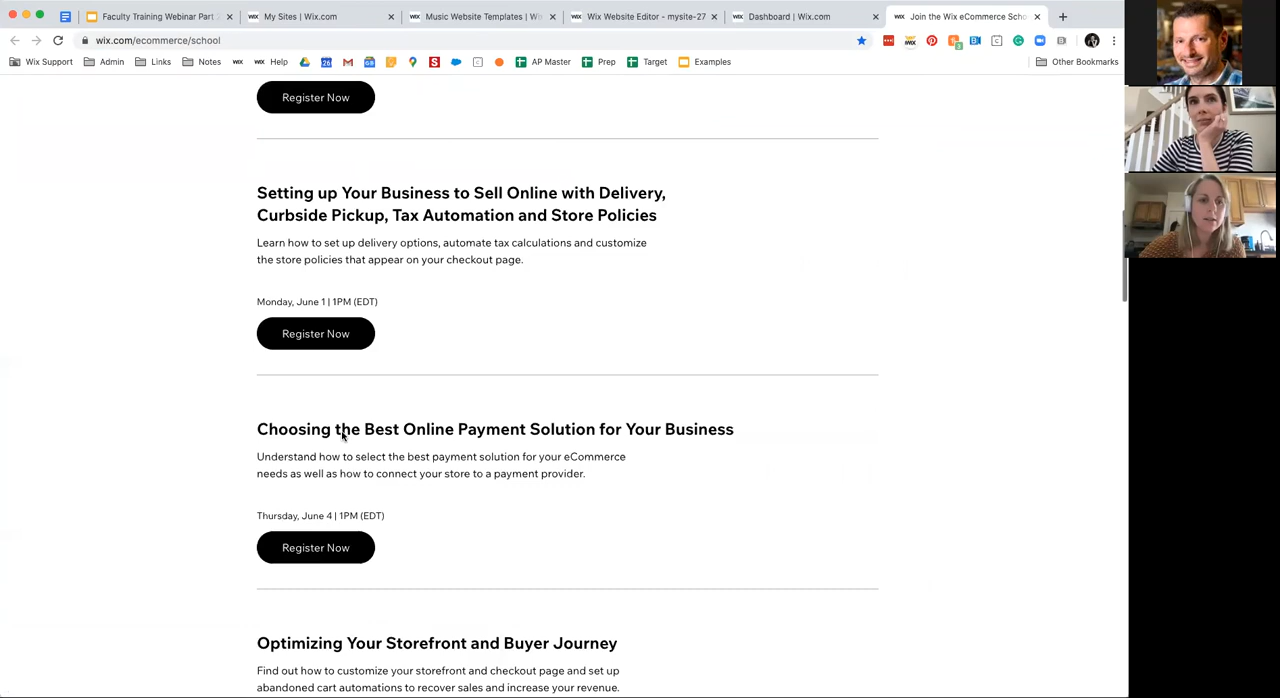 Faculty Training Webinar Part
My Sites | Wix.com
Music Website Templates | W
Wix Website Editor - mysite-27
Dashboard | Wix.com
Join the Wix eCommerce Scho
wix.com/ecommerce/school
Wix Support
Admin
Links
Notes
WIX
WIX Help
26
AP Master
Prep
Target
Examples
Other Bookmarks
Register Now
Setting up Your Business to Sell Online with Delivery,
Curbside Pickup, Tax Automation and Store Policies
Learn how to set up delivery options, automate tax calculations and customize
the store policies that appear on your checkout page.
Monday, June 1 | 1PM (EDT)
Register Now
Choosing the Best Online Payment Solution for Your Business
Understand how to select the best payment solution for your eCommerce
needs as well as how to connect your store to a payment provider.
Thursday, June 4 | 1PM (EDT)
Register Now
Optimizing Your Storefront and Buyer Journey
Find out how to customize your storefront and checkout page and set up
abandoned cart automations to recover sales and increase your revenue.